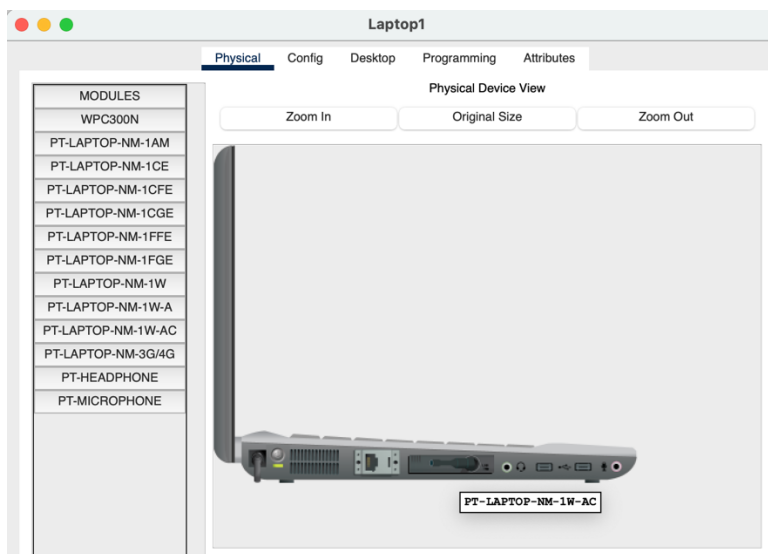 Laptop1
Physical Config Desktop Programming Attributes
MODULES
WPC300N
PT-LAPTOP-NM-1AM
PT-LAPTOP-NM-1CE
PT-LAPTOP-NM-1CFE
PT-LAPTOP-NM-1CGE
PT-LAPTOP-NM-1FFE
PT-LAPTOP-NM-1FGE
PT-LAPTOP-NM-1W
PT-LAPTOP-NM-1W-A
PT-LAPTOP-NM-1W-AC
PT-LAPTOP-NM-3G/4G
PT-HEADPHONE
PT-MICROPHONE
Physical Device View
Zoom In Original Size Zoom Out
PT-LAPTOP-NM-1W-AC